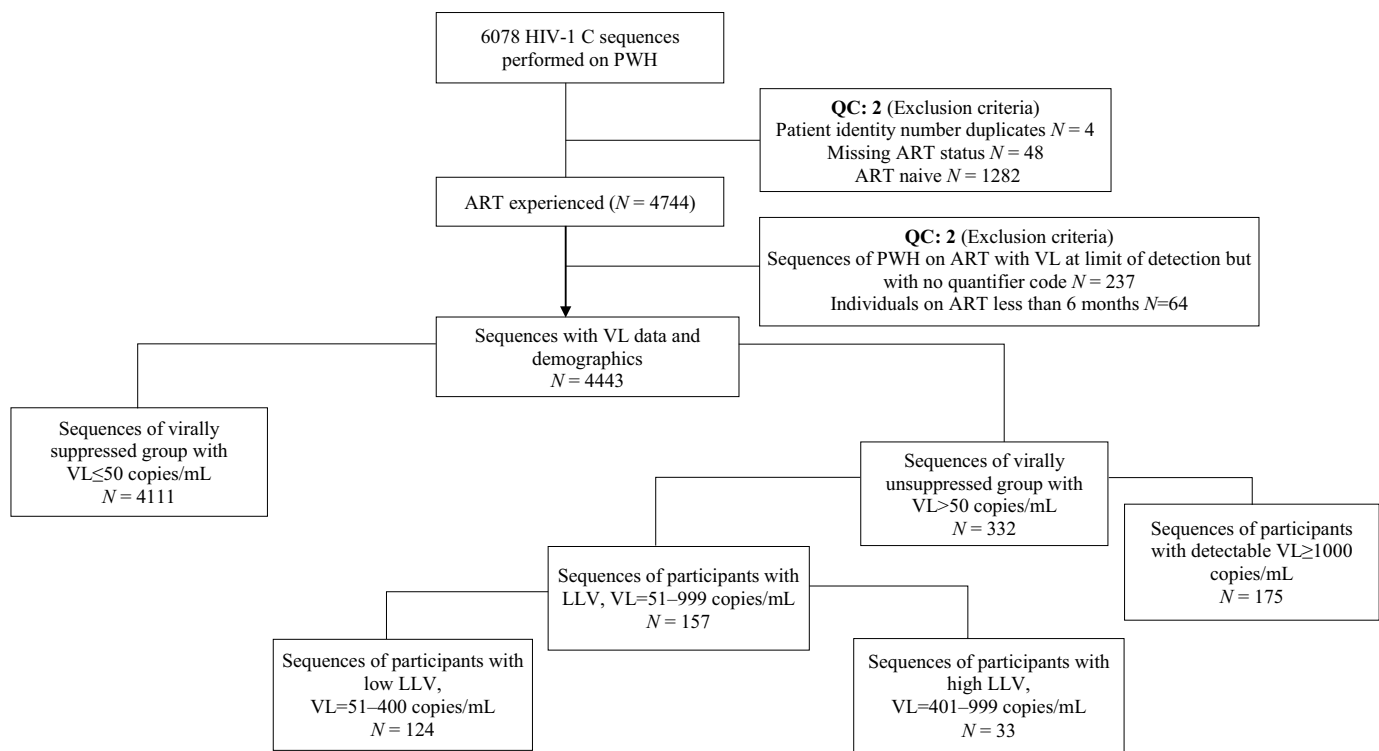 6078 HIV-1 C sequences
performed on PWH
QC: 2 (Exclusion criteria)
Patient identity number duplicates N = 4
Missing ART status N = 48
ART naive N = 1282
ART experienced (N = 4744)
QC: 2 (Exclusion criteria)
Sequences of PWH on ART with VL at limit of detection but
with no quantifier code N = 237
Individuals on ART less than 6 months N=64
Sequences with VL data and
demographics
N = 4443
Sequences of virally
suppressed group with
VL≤50 copies/mL
N = 4111
Sequences of virally
unsuppressed group with
VL>50 copies/mL
N = 332
Sequences of participants
with detectable VL≥1000
copies/mL
N = 175
Sequences of participants with
LLV, VL=51–999 copies/mL
N = 157
Sequences of participants with
low LLV,
VL=51–400 copies/mL
N = 124
Sequences of participants with
high LLV,
VL=401–999 copies/mL
N = 33